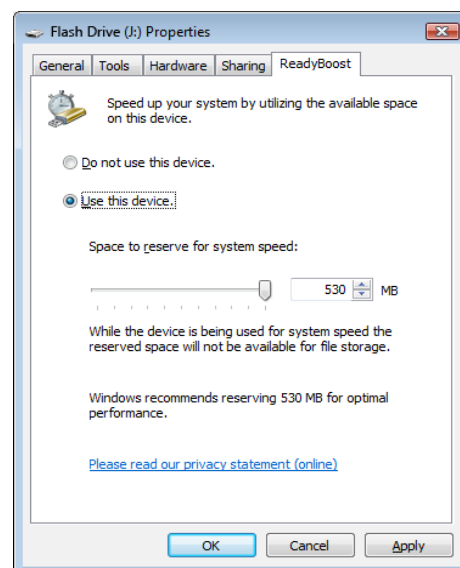 Flash Drive (J:) Properties
General Tools Hardware Sharing ReadyBoost
Speed up your system by utilizing the available space
on this device.
Do not use this device.
Use this device.
Space to reserve for system speed:
530 MB
While the device is being used for system speed the
reserved space will not be available for file storage.
Windows recommends reserving 530 MB for optimal
performance.
Please read our privacy statement (online)
OK Cancel Apply